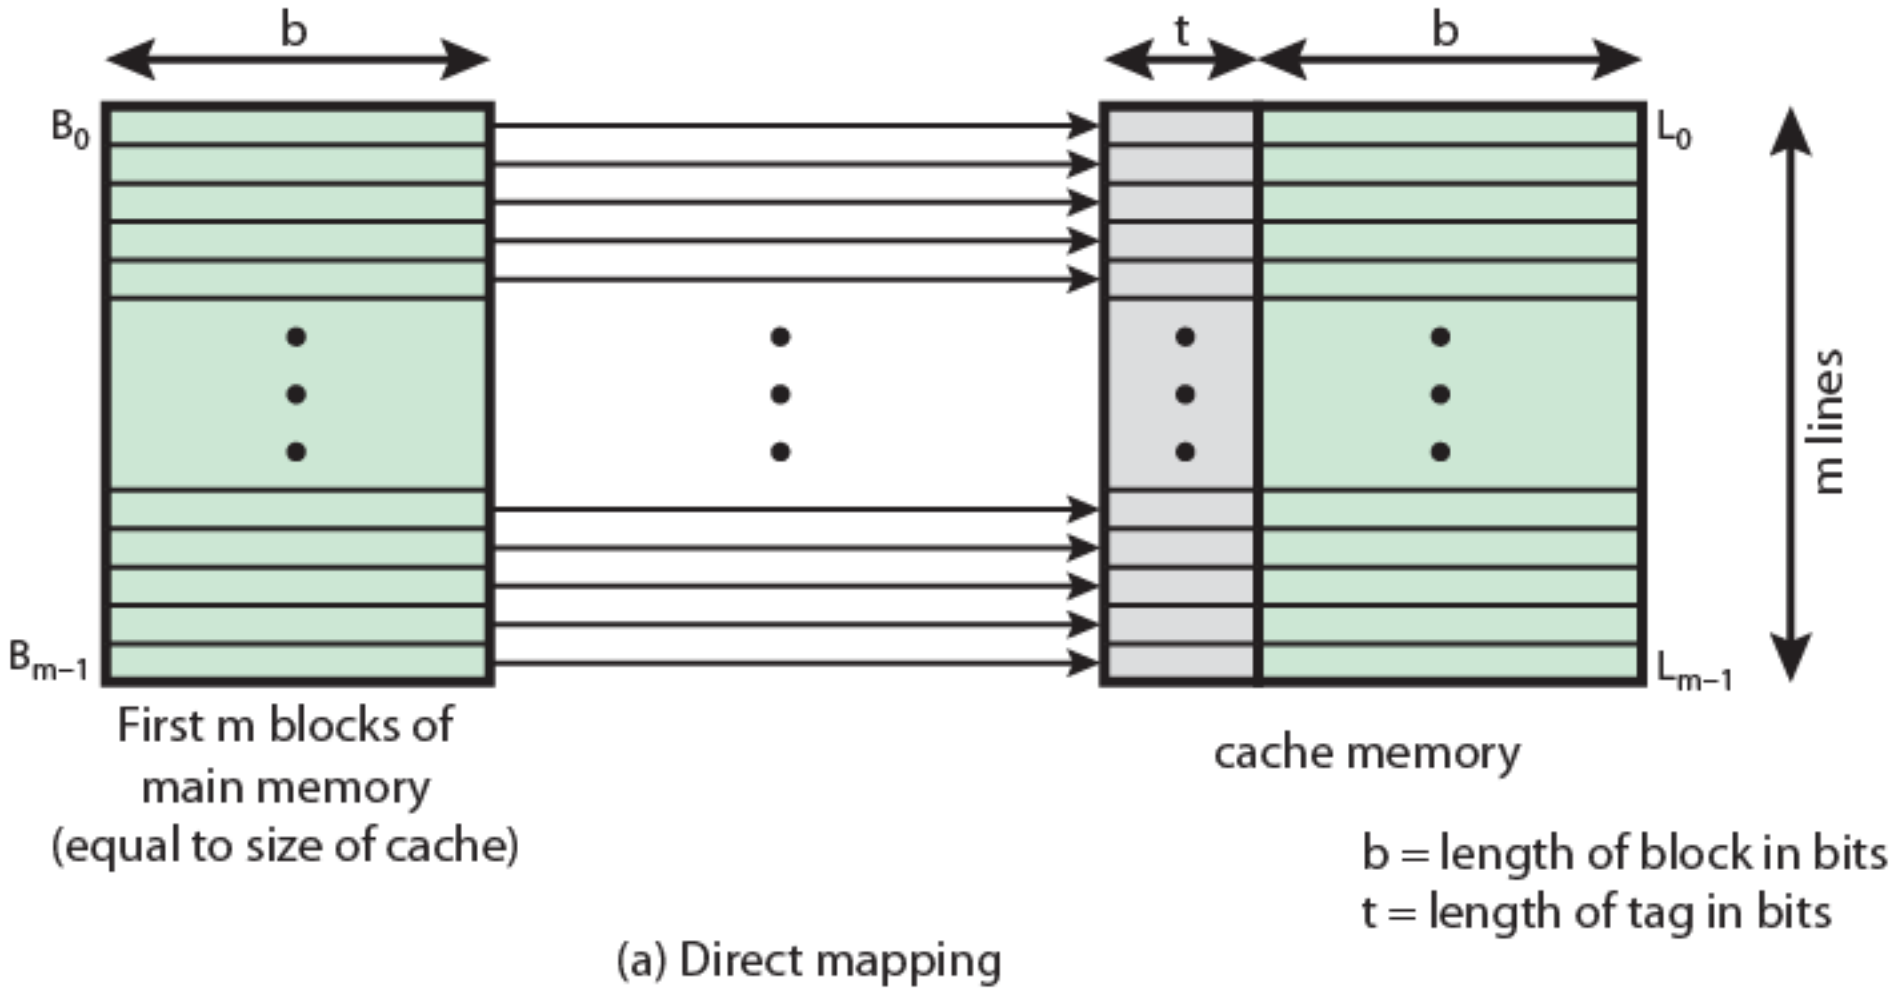 b
t
b
B0
L0
m lines
Bm–1
Lm–1
First m blocks of
main memory
(equal to size of cache)
cache memory
b = length of block in bits
t = length of tag in bits
(a) Direct mapping